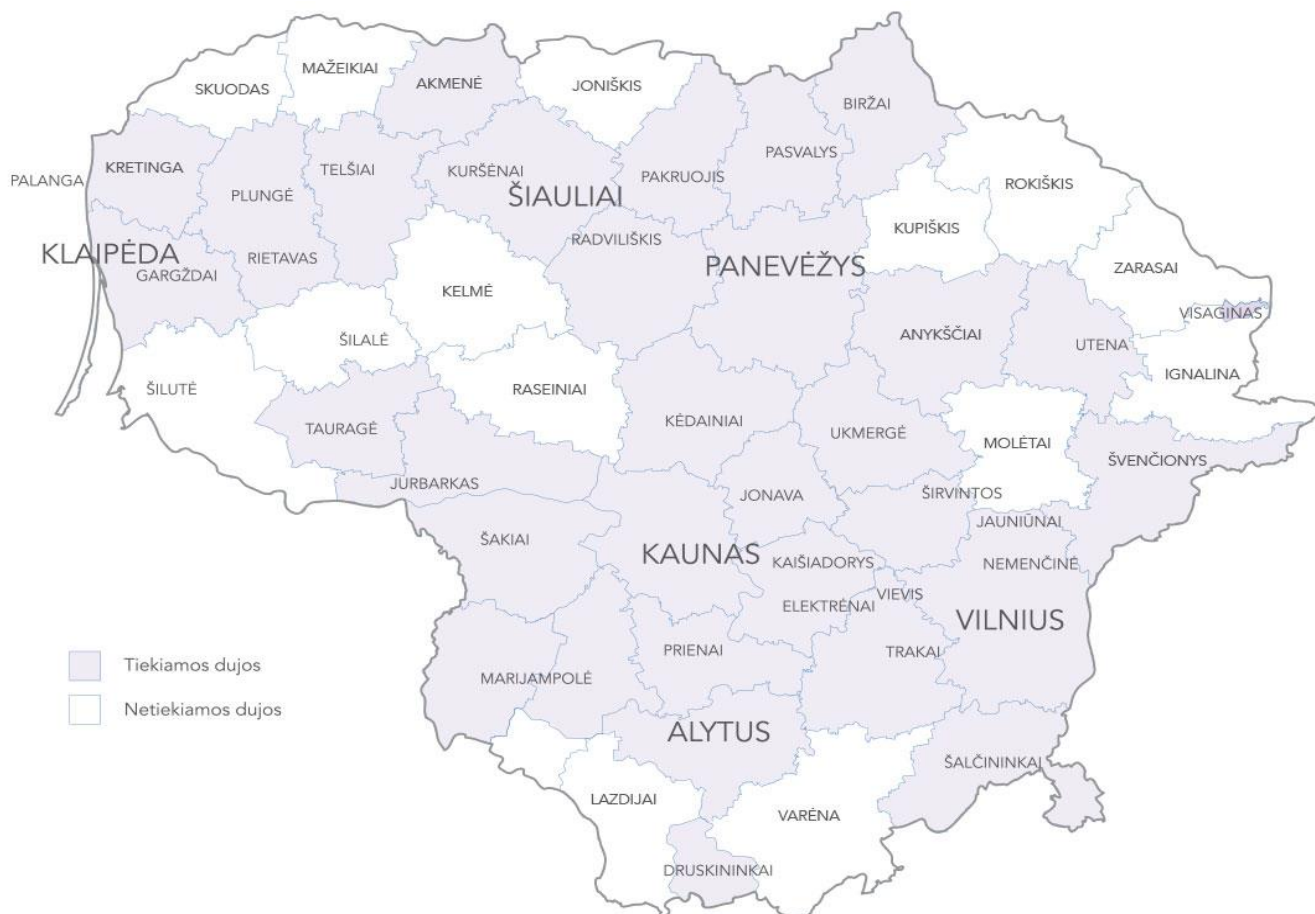 MAŽEIKIAI
SKUODAS
AKMENĖ
JONIŠKIS
BIRŽAI
KRETINGA
PALANGA
PLUNGĖ
TELŠIAI
KURŠĖNAI
ŠIAULIAI
PAKRUOJIS
PASVALYS
ROKIŠKIS
KUPIŠKIS
KLAIPĖDA
GARGŽDAI
RIETAVAS
RADVILIŠKIS
PANEVĖŽYS
ZARASAI
KELMĖ
VISAGINAS
ŠILALĖ
ANYKŠČIAI
UTENA
IGNALINA
ŠILUTĖ
RASEINIAI
TAURAGĖ
KĖDAINIAI
UKMERGĖ
MOLĖTAI
ŠVENČIONYS
JURBARKAS
JONAVA
ŠIRVINTOS
JAUNIŪNAI
ŠAKIAI
KAUNAS
KAIŠIADORYS
NEMENČINĖ
ELEKTRĖNAI
VIEVIS
VILNIUS
PRIENAI
TRAKAI
Tiekiamos dujos
MARIJAMPOLĖ
Netiekiamos dujos
ALYTUS
ŠALČININKAI
LAZDIJAI
VARĖNA
DRUSKININKAI